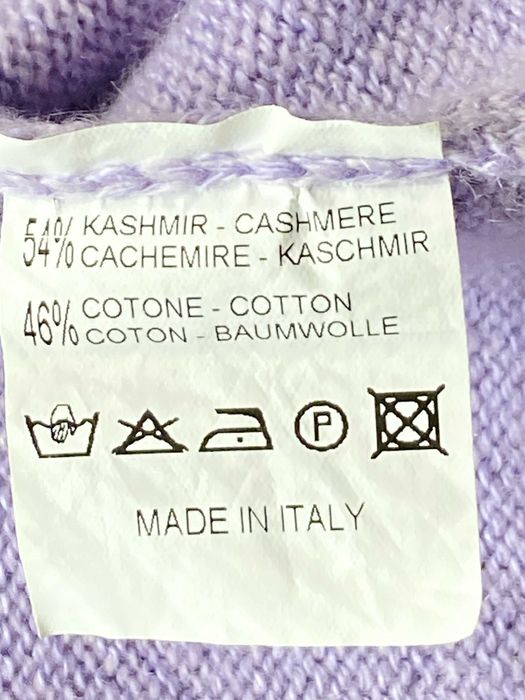 54% KASHMIR - CASHMERE
CACHEMIRE - KASCHMIR
46% COTONE - COTTON
COTON - BAUMWOLLE
P
MADE IN ITALY